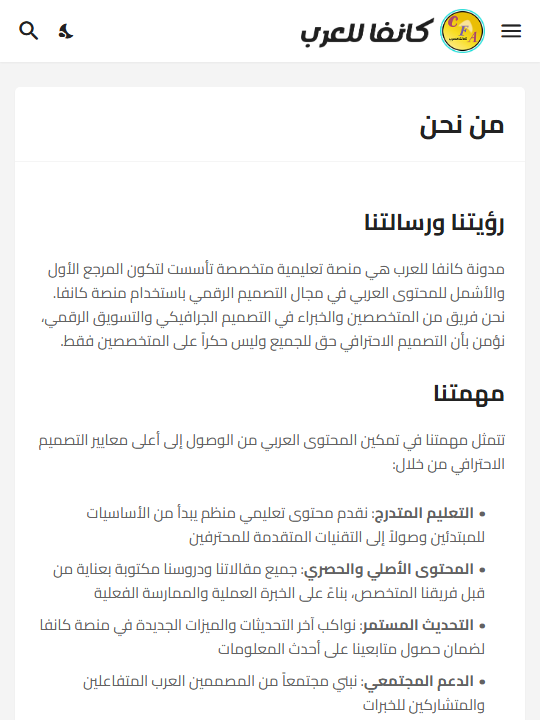 كانفا للعرب
C F A
من نحن
رؤيتنا ورسالتنا
مدونة كانفا للعرب هي منصة تعليمية متخصصة تأسست لتكون المرجع الأول
والأشمل للمحتوى العربي في مجال التصميم الرقمي باستخدام منصة كانفا.
نحن فريق من المتخصصين والخبراء في التصميم الجرافيكي والتسويق الرقمي،
نؤمن بأن التصميم الاحترافي حق للجميع وليس حكراً على المتخصصين فقط.
مهمتنا
تتمثل مهمتنا في تمكين المحتوى العربي من الوصول إلى أعلى معايير التصميم
الاحترافي من خلال:
• التعليم المتدرج: نقدم محتوى تعليمي منظم يبدأ من الأساسيات
للمبتدئين وصولاً إلى التقنيات المتقدمة للمحترفين
• المحتوى الأصلي والحصري: جميع مقالاتنا ودروسنا مكتوبة بعناية من
قبل فريقنا المتخصص، بناءً على الخبرة العملية والممارسة الفعلية
• التحديث المستمر: نواكب آخر التحديثات والميزات الجديدة في منصة كانفا
لضمان حصول متابعينا على أحدث المعلومات
• الدعم المجتمعي: نبني مجتمعاً من المصممين العرب المتفاعلين
والمتشاركين للخبرات